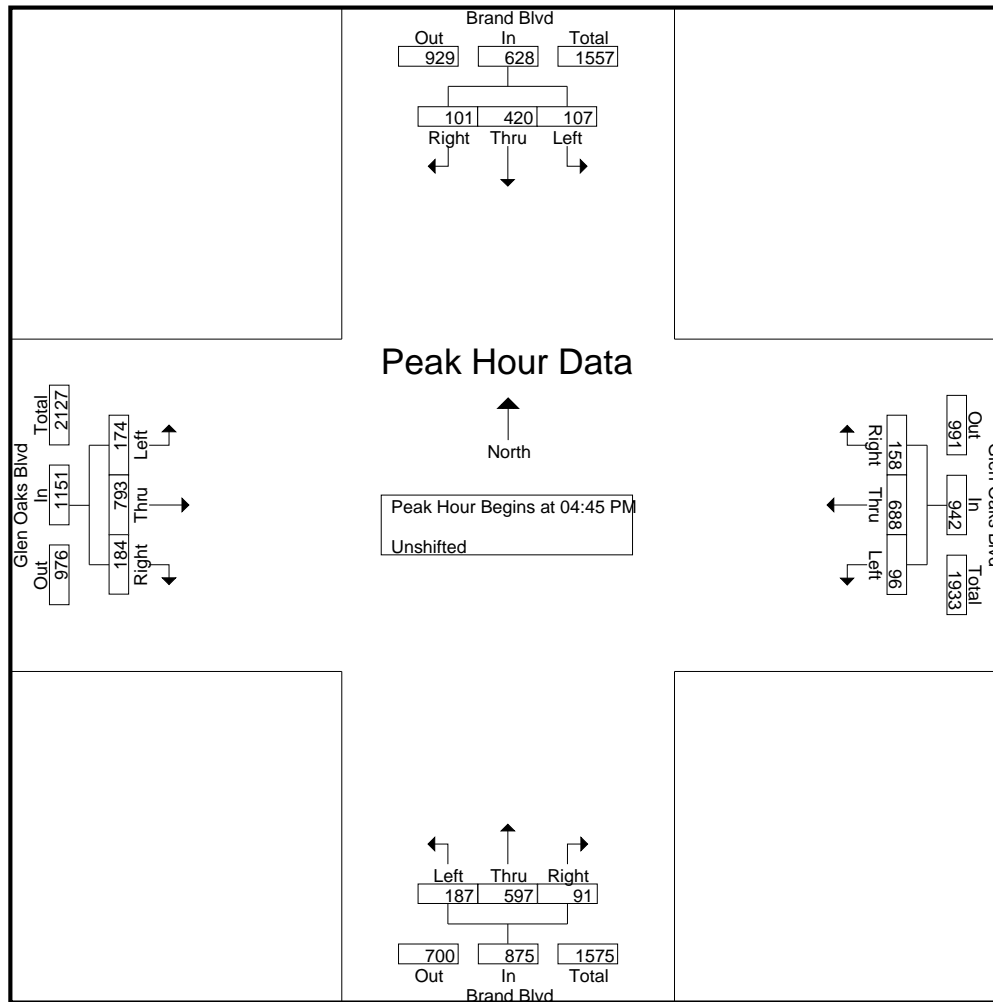 Brand Blvd
Out In Total
929 628 1557
101 420 107
Right Thru Left
Peak Hour Data
North
Peak Hour Begins at 04:45 PM
Unshifted
Glen Oaks Blvd
Out In Total
976 1151 2127
184 793 174
Right Thru Left
Out In Total
991 942 1933
158 688 96
Right Thru Left
Oaks Blvd
Left Thru Right
187 597 91
700 875 1575
Out In Total
Brand Blvd